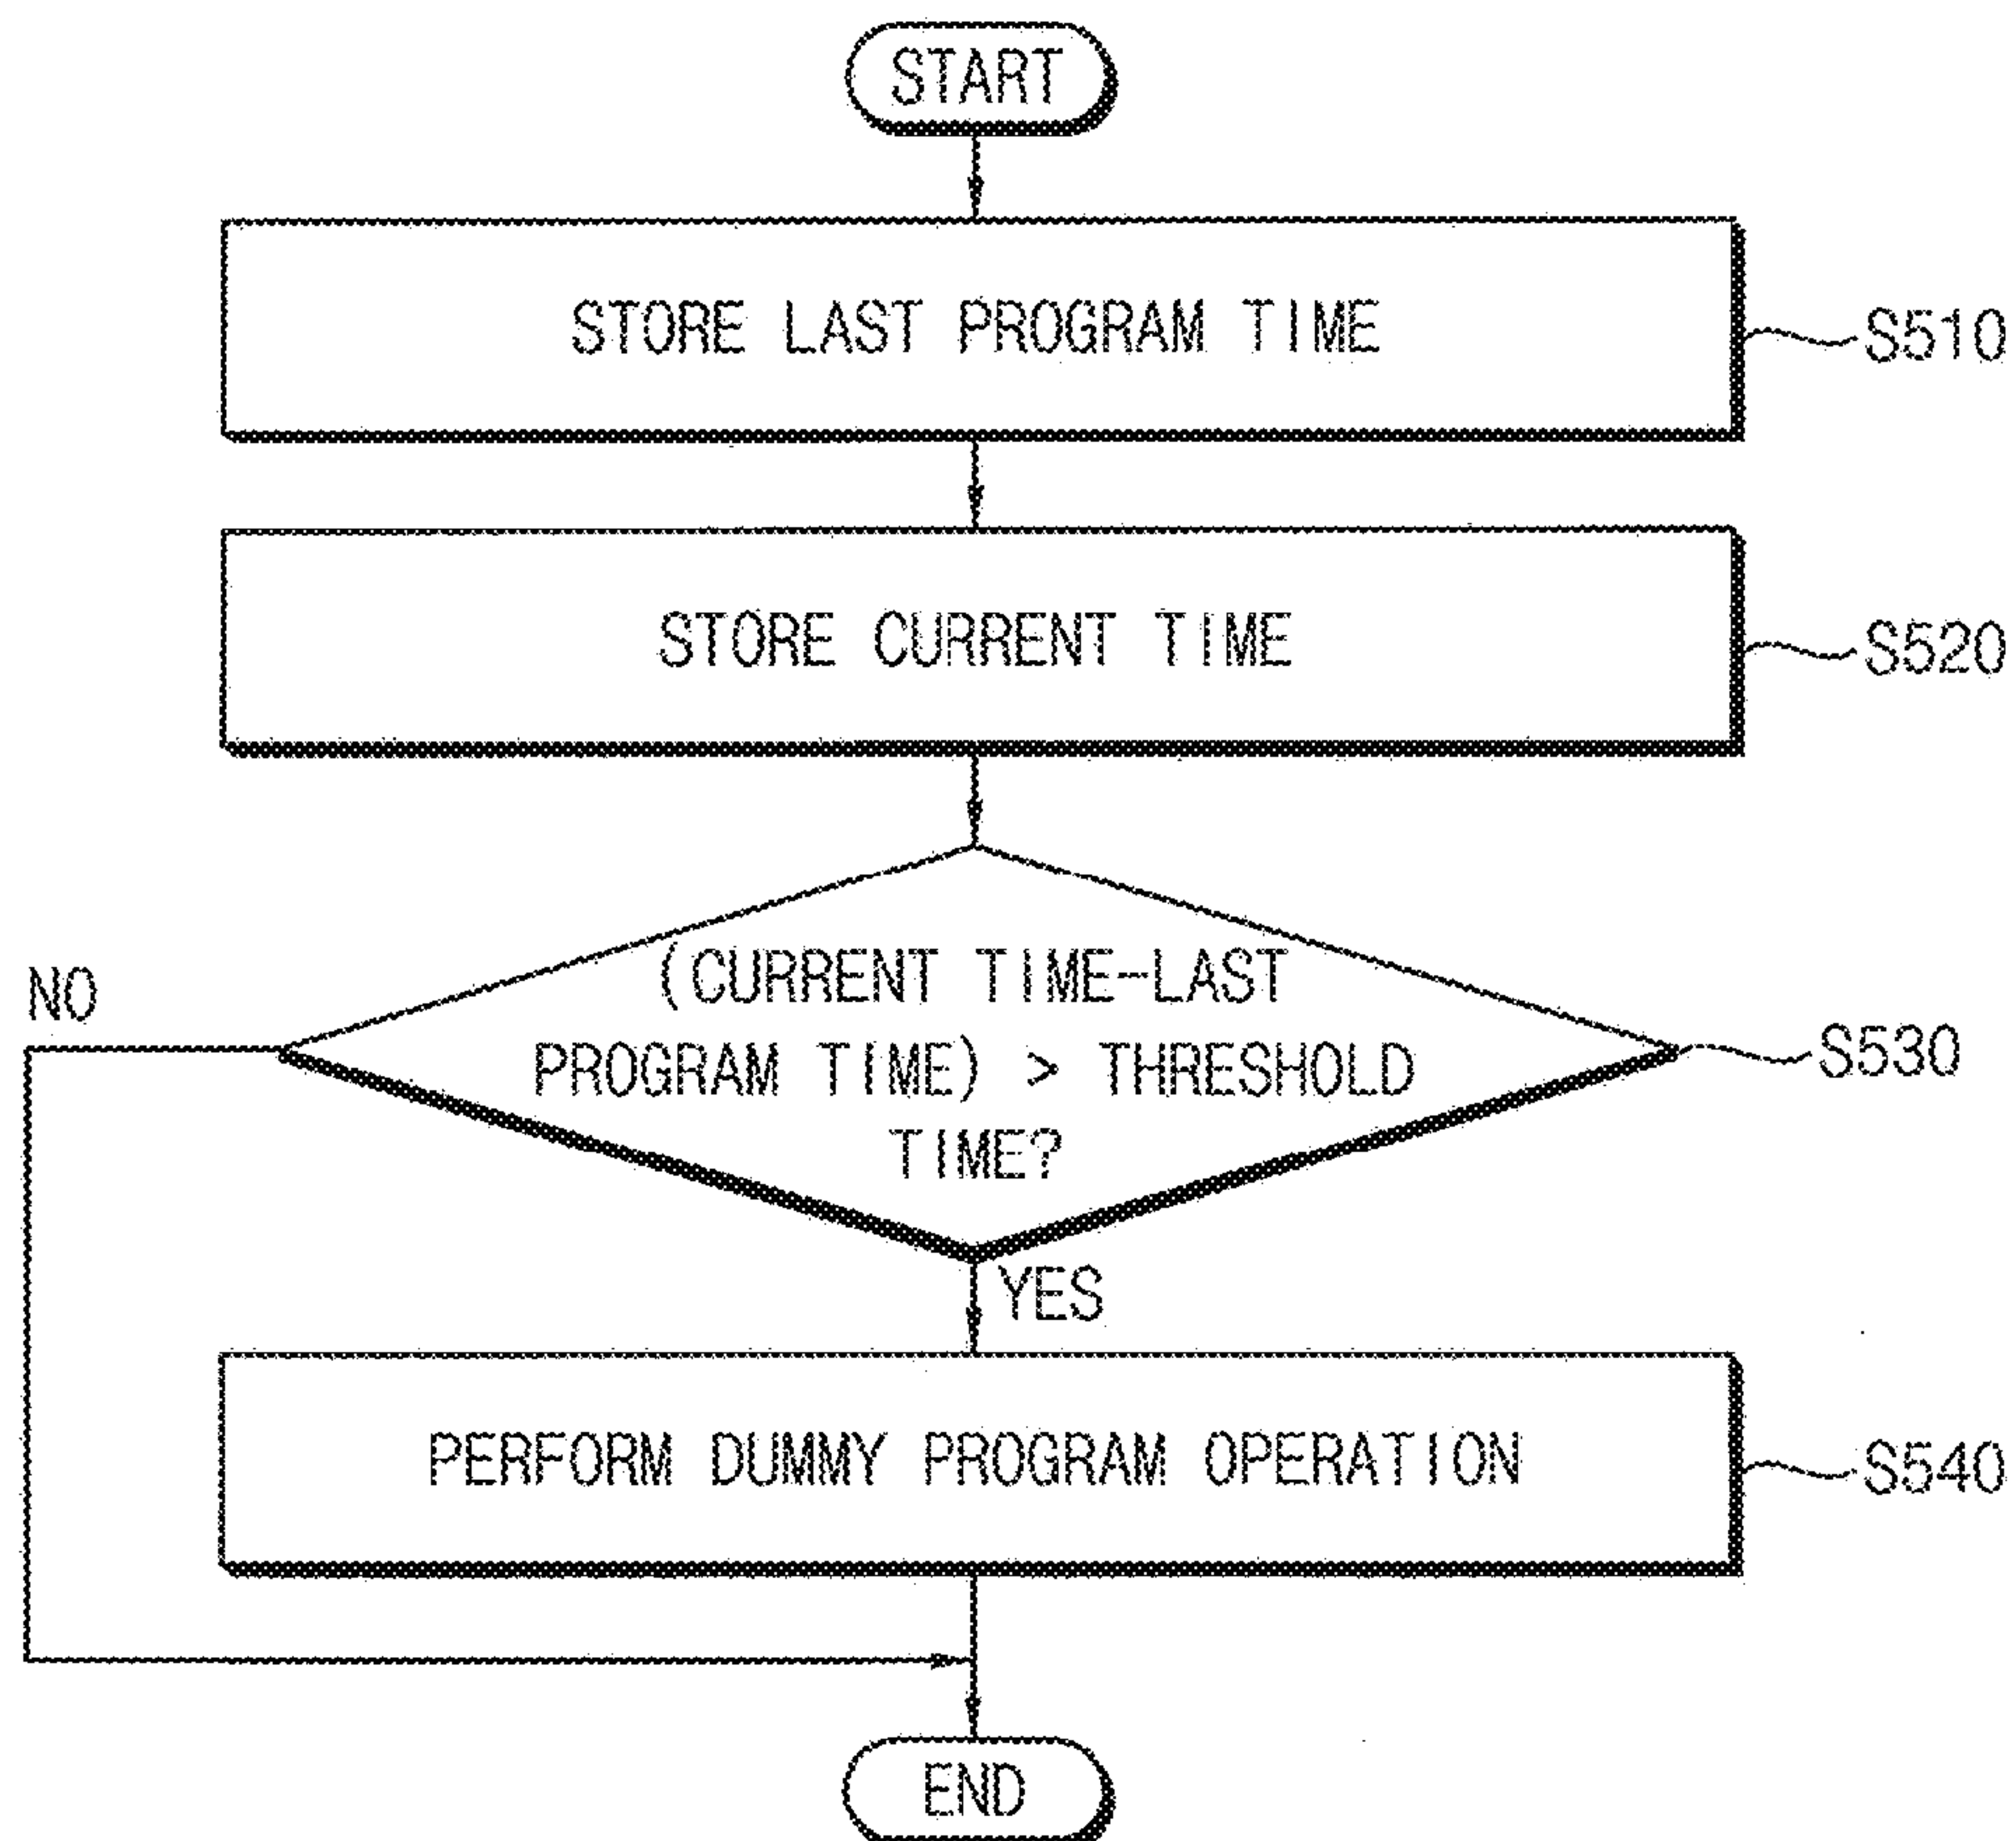 START
STORE LAST PROGRAM TIME
S510
STORE CURRENT TIME
S520
(CURRENT TIME-LAST
PROGRAM TIME) > THRESHOLD
TIME?
S530
NO
YES
PERFORM DUMMY PROGRAM OPERATION
S540
END